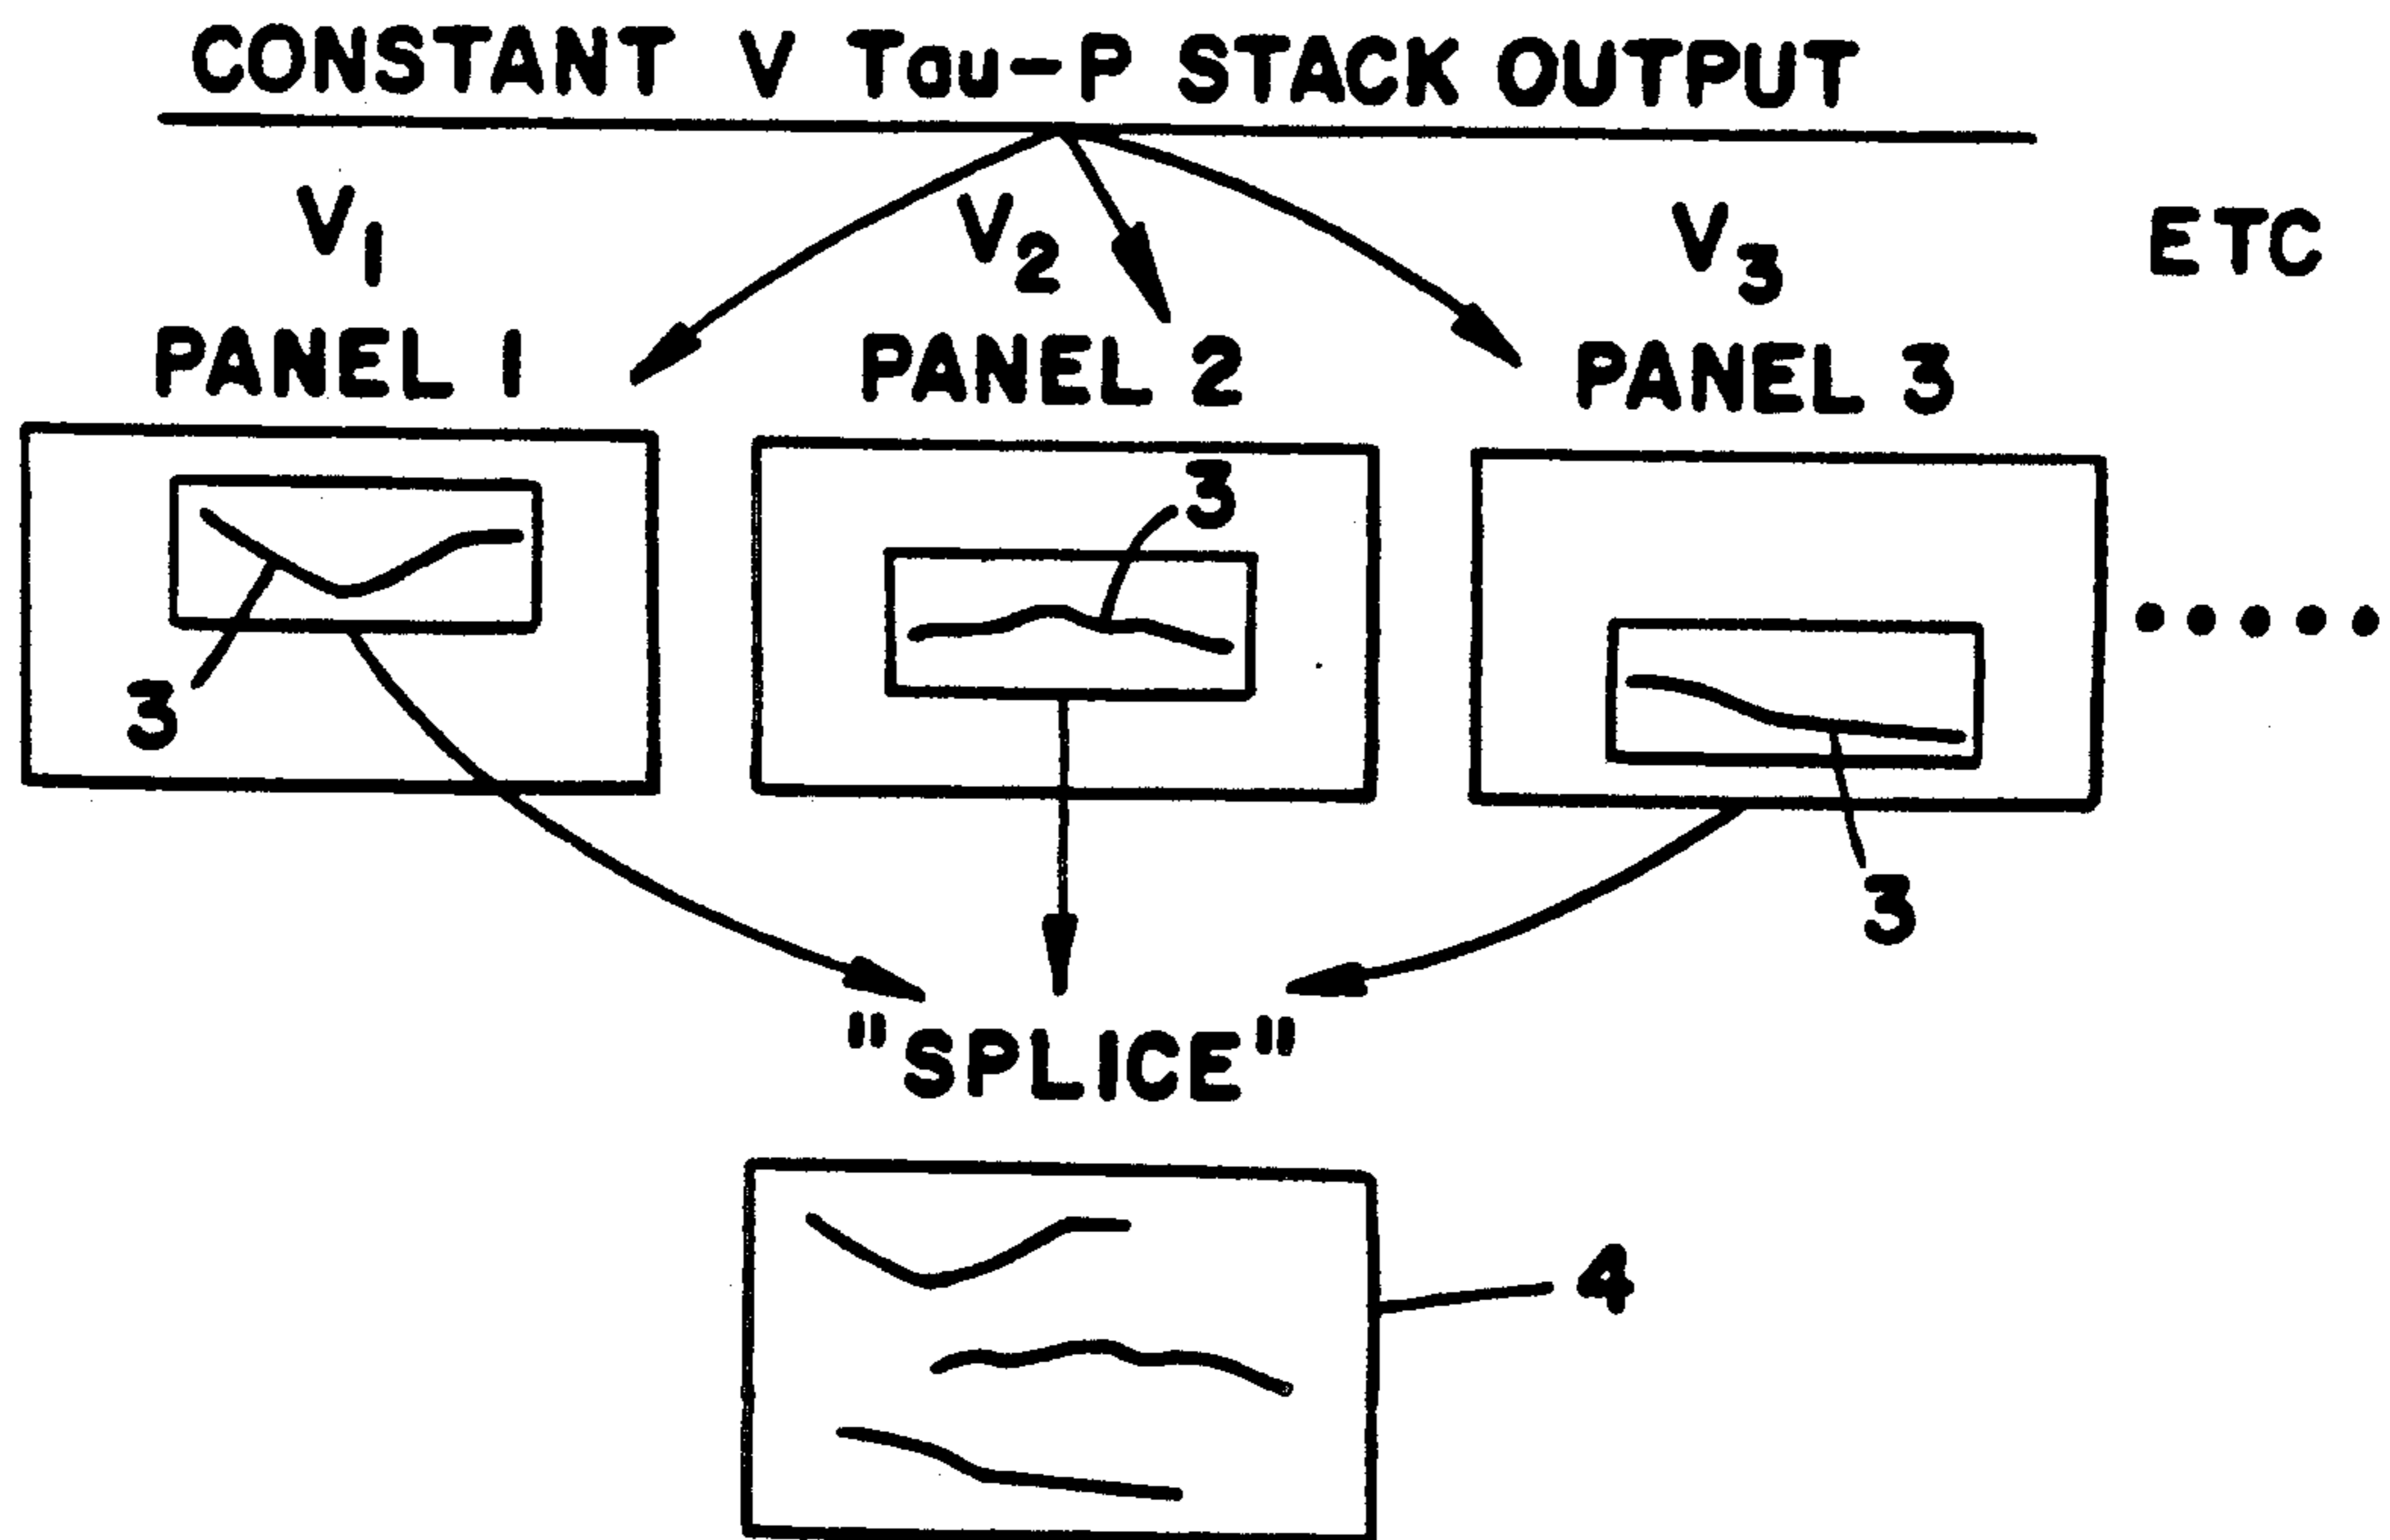 CONSTANT V Tau-P STACK OUTPUT
V1 V2 V3 ETC
PANEL 1 PANEL 2 PANEL 3
3
3
3
"SPLICE"
4